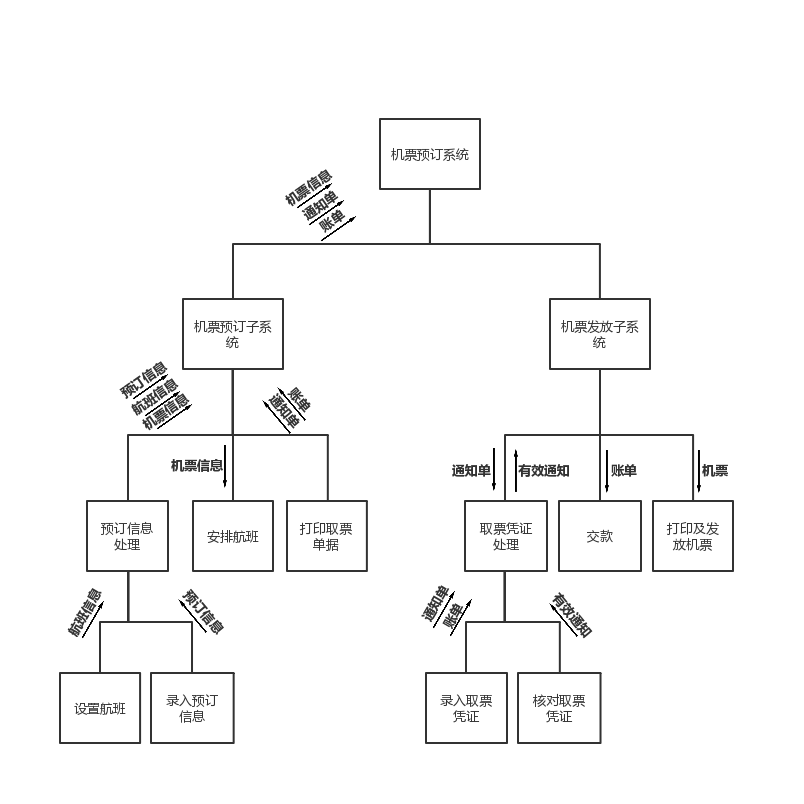 机票预订系统
机票信息
通知单
账单
机票预订子系
统
机票发放子系
统
预订信息
航班信息
机票信息
账单
通知单
机票信息
通知单
有效通知
账单
机票
预订信息
处理
安排航班
打印取票
单据
取票凭证
处理
交款
打印及发
放机票
航班信息
预订信息
通知单
账单
有效通知
设置航班
录入预订
信息
录入取票
凭证
核对取票
凭证